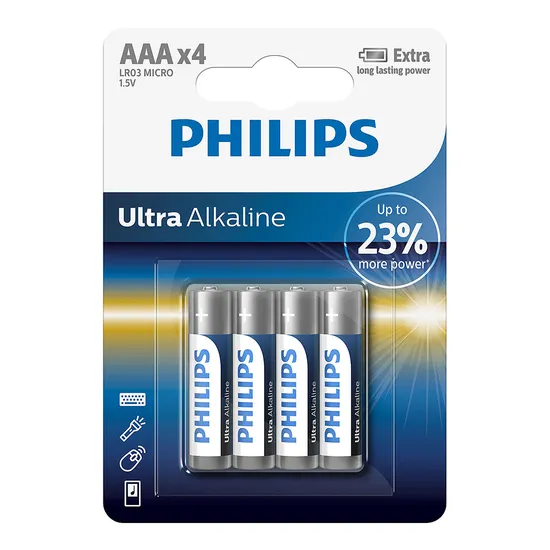 AAA x4
LR03 MICRO
1.5V
Extra
long lasting power
PHILIPS
Ultra Alkaline
Up to
23%
more power*
PHILIPS
Ultra Alkaline
PHILIPS
Ultra Alkaline
PHILIPS
Ultra Alkaline
PHILIPS
Ultra Alkaline